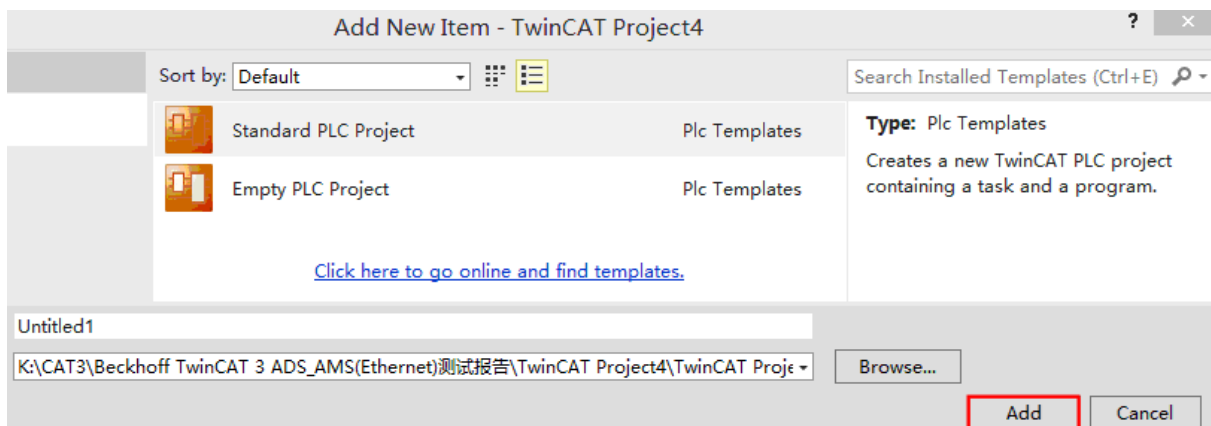 Add New Item - TwinCAT Project4
?
Sort by: Default
Search Installed Templates (Ctrl+E)
Standard PLC Project Plc Templates
Type: Plc Templates
Creates a new TwinCAT PLC project
containing a task and a program.
Empty PLC Project Plc Templates
Click here to go online and find templates.
Untitled1
K:\CAT3\Beckhoff TwinCAT 3 ADS_AMS(Ethernet)测试报告\TwinCAT Project4\TwinCAT Proje
Browse...
Add Cancel